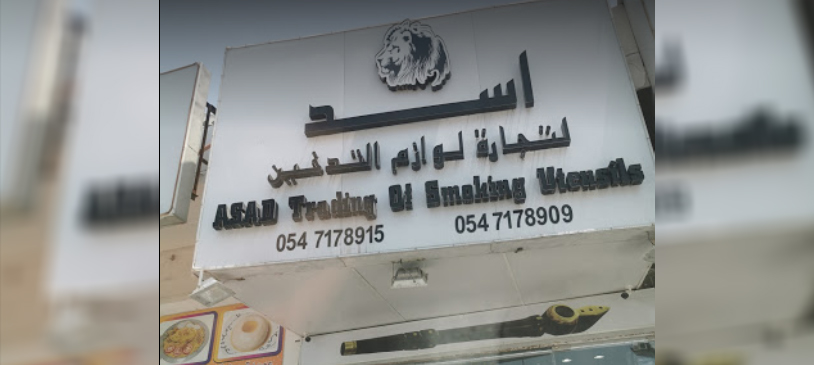 اسد
لتجارة لوازم التدخين
ASAD Trading Of Smoking Utensils
054 7178915
054 7178909